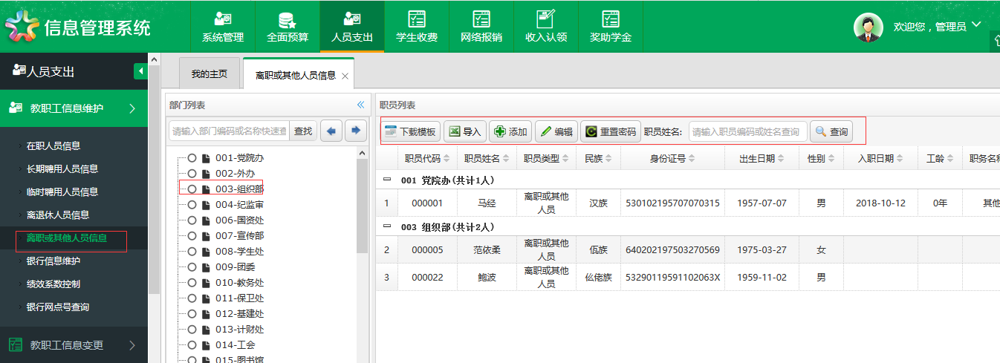 信息管理系统
系统管理 全面预算 人员支出 学生收费 网络报销 收入认领 奖助学金
欢迎您，管理员
人员支出
我的主页 离职或其他人员信息
教职工信息维护
在职人员信息
长期聘用人员信息
临时聘用人员信息
离退休人员信息
离职或其他人员信息
银行信息维护
绩效系数控制
银行网点号查询
教职工信息变更
部门列表
请输入部门编码或名称快速查 查找
001-党院办
002-外办
003-组织部
004-纪监审
006-国资处
007-宣传部
008-学生处
009-团委
010-教务处
011-保卫处
012-基建处
013-计财处
014-工会
015-图书馆
职员列表
下载模板 导入 添加 编辑 重置密码 职员姓名: 请输入职员编码或姓名查询 查询
职员代码 职员姓名 职员类型 民族 身份证号 出生日期 性别 入职日期 工龄 职务名称
001 党院办(共计1人)
1 000001 马经 离职或其他人员 汉族 530102195707070315 1957-07-07 男 2018-10-12 0年 其他
003 组织部(共计2人)
2 000005 范依柔 离职或其他人员 佤族 640202197503270569 1975-03-27 女
3 000022 鲍波 离职或其他人员 仫佬族 53290119591102063X 1959-11-02 男